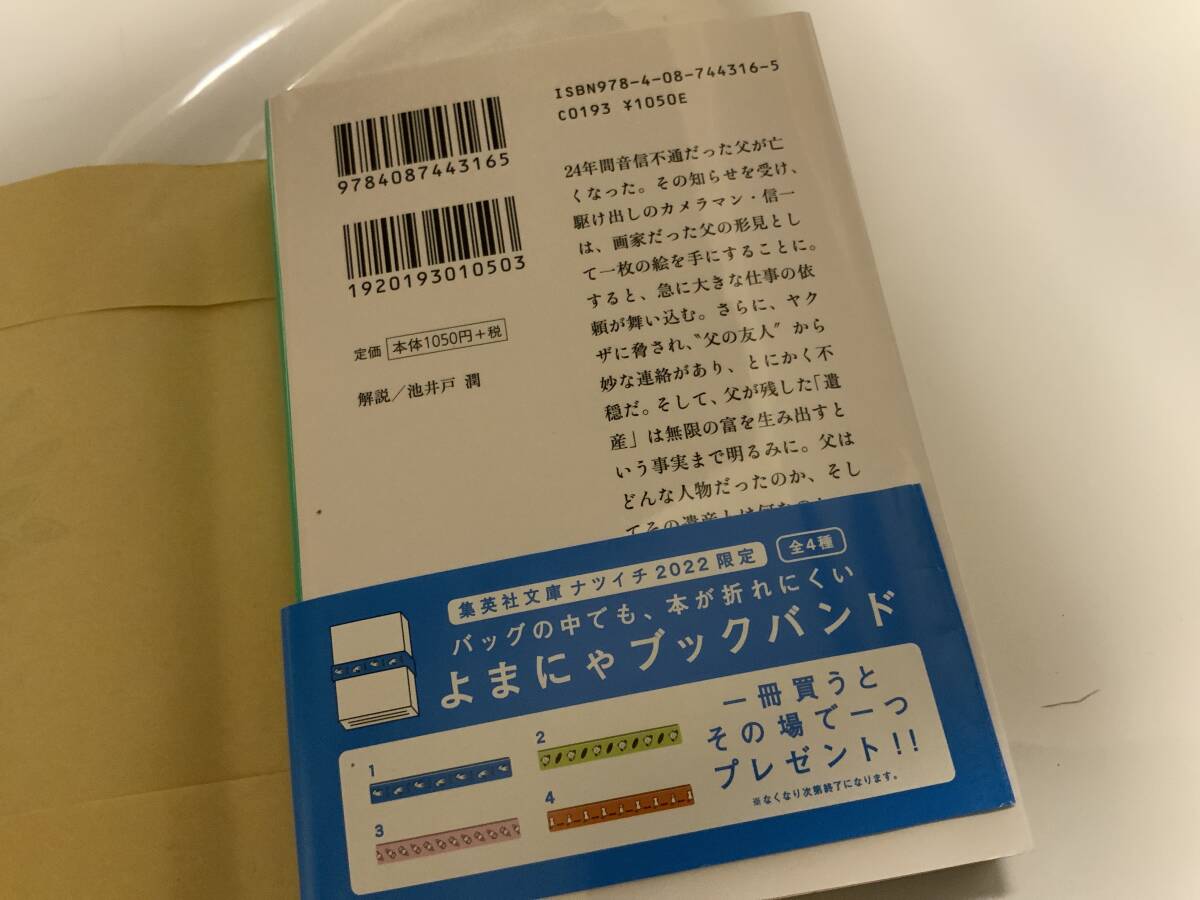 ISBN978-4-08-744316-5
C0193 ¥1050E
9784087443165
1920193010503
定価 本体1050円+税
解説/池井戸 潤
24年間音信不通だった父が亡
くなった。その知らせを受け、
駆け出しのカメラマン・信一
は、画家だった父の形見とし
て一枚の絵を手にすることに。
すると、急に大きな仕事の依
頼が舞い込む。さらに、ヤク
ザに脅され、〝父の友人〟から
妙な連絡があり、とにかく不
穏だ。そして、父が残した「遺
産」は無限の富を生み出すと
いう事実まで明るみに。父は
どんな人物だったのか、そし
てその遺産とは何なの
集英社文庫 ナツイチ2022 限定
全4種
バッグの中でも、本が折れにくい
よまにゃブックバンド
1
2
3
4
一冊買うと
その場で一つ
プレゼント!!
※なくなり次第終了になります。